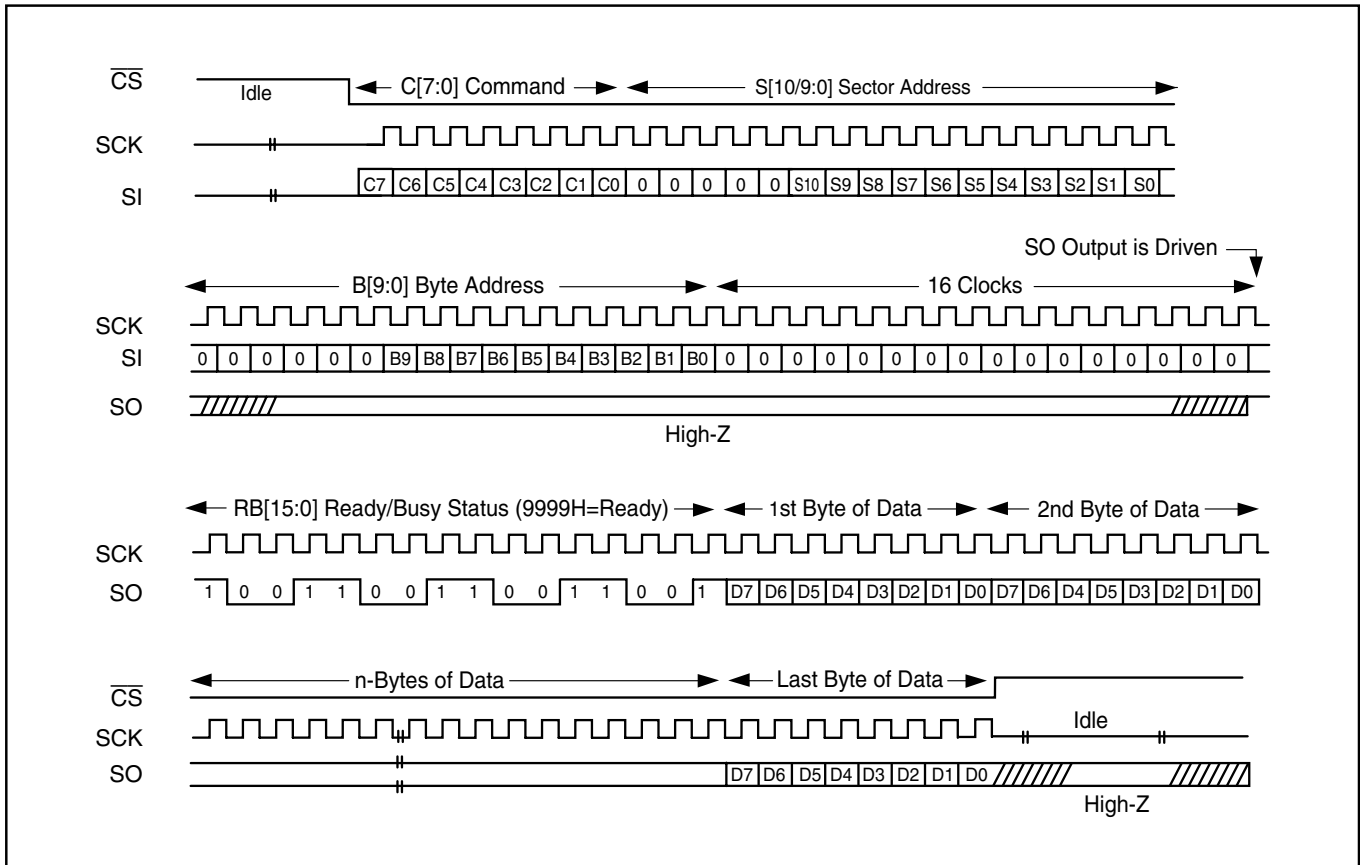 CS Idle C[7:0] Command S[10/9:0] Sector Address
SCK
SI C7 C6 C5 C4 C3 C2 C1 C0 0 0 0 0 0 S10 S9 S8 S7 S6 S5 S4 S3 S2 S1 S0
SO Output is Driven
B[9:0] Byte Address 16 Clocks
SCK
SI 0 0 0 0 0 0 B9 B8 B7 B6 B5 B4 B3 B2 B1 B0 0 0 0 0 0 0 0 0 0 0 0 0 0 0 0 0
SO
High-Z
RB[15:0] Ready/Busy Status (9999H=Ready) 1st Byte of Data 2nd Byte of Data
SCK
SO 1 0 0 1 1 0 0 1 1 0 0 1 1 0 0 1 D7 D6 D5 D4 D3 D2 D1 D0 D7 D6 D4 D5 D3 D2 D1 D0
CS n-Bytes of Data Last Byte of Data
SCK Idle
SO D7 D6 D5 D4 D3 D2 D1 D0
High-Z